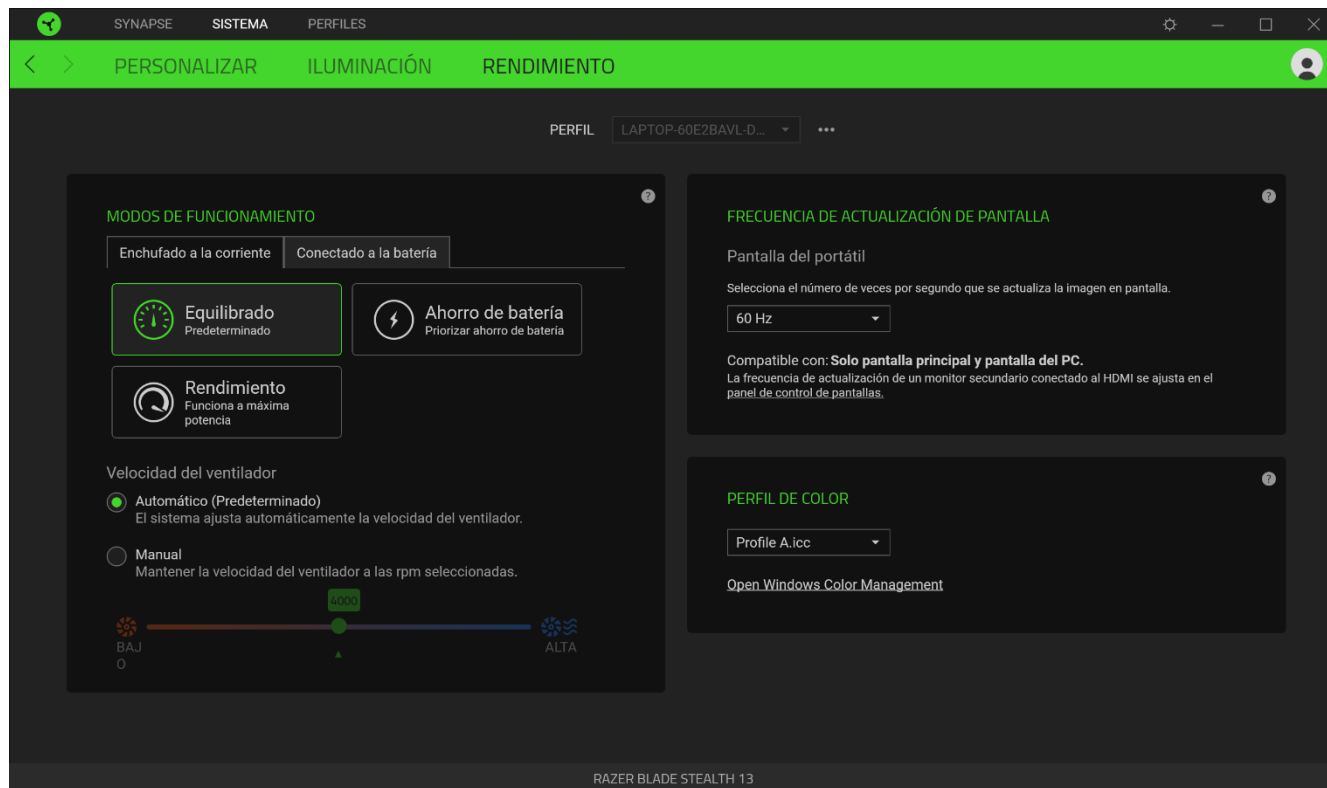 SYNAPSE SISTEMA PERFILES
PERSONALIZAR ILUMINACIÓN RENDIMIENTO
PERFIL LAPTOP-60E2BAVL-D...
MODOS DE FUNCIONAMIENTO
Enchufado a la corriente Conectado a la batería
Equilibrado
Predeterminado
Ahorro de batería
Priorizar ahorro de batería
Rendimiento
Funciona a máxima
potencia
Velocidad del ventilador
Automático (Predeterminado)
El sistema ajusta automáticamente la velocidad del ventilador.
Manual
Mantener la velocidad del ventilador a las rpm seleccionadas.
4000
BAJ
O
ALTA
FRECUENCIA DE ACTUALIZACIÓN DE PANTALLA
Pantalla del portátil
Selecciona el número de veces por segundo que se actualiza la imagen en pantalla.
60 Hz
Compatible con: Solo pantalla principal y pantalla del PC.
La frecuencia de actualización de un monitor secundario conectado al HDMI se ajusta en el
panel de control de pantallas.
PERFIL DE COLOR
Profile A.icc
Open Windows Color Management
RAZER BLADE STEALTH 13